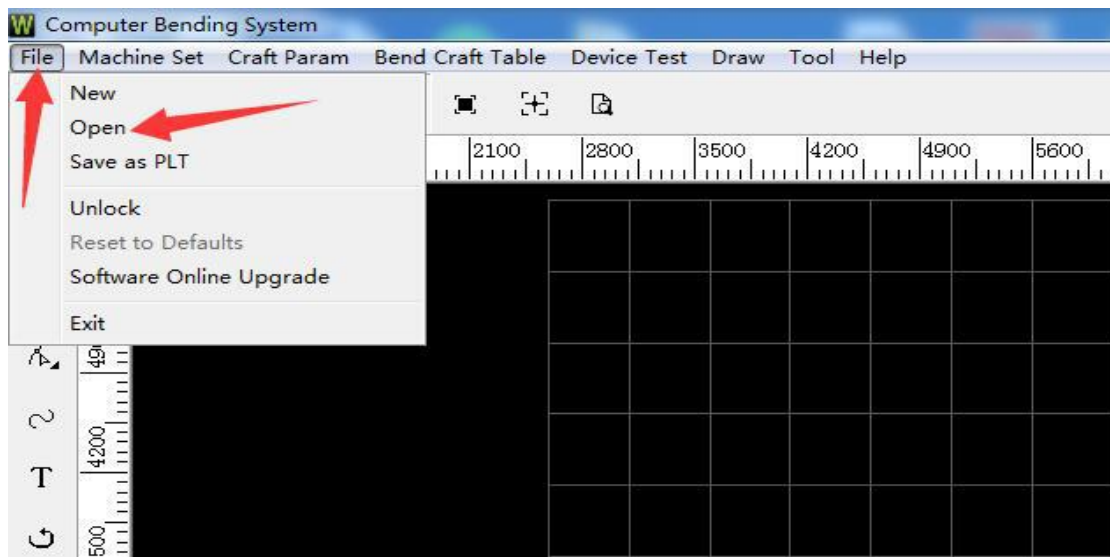 W Computer Bending System
File Machine Set Craft Param Bend Craft Table Device Test Draw Tool Help
New
Open
2100 2800 3500 4200 4900 5600
Save as PLT
Unlock
Reset to Defaults
Software Online Upgrade
Exit
4200
T